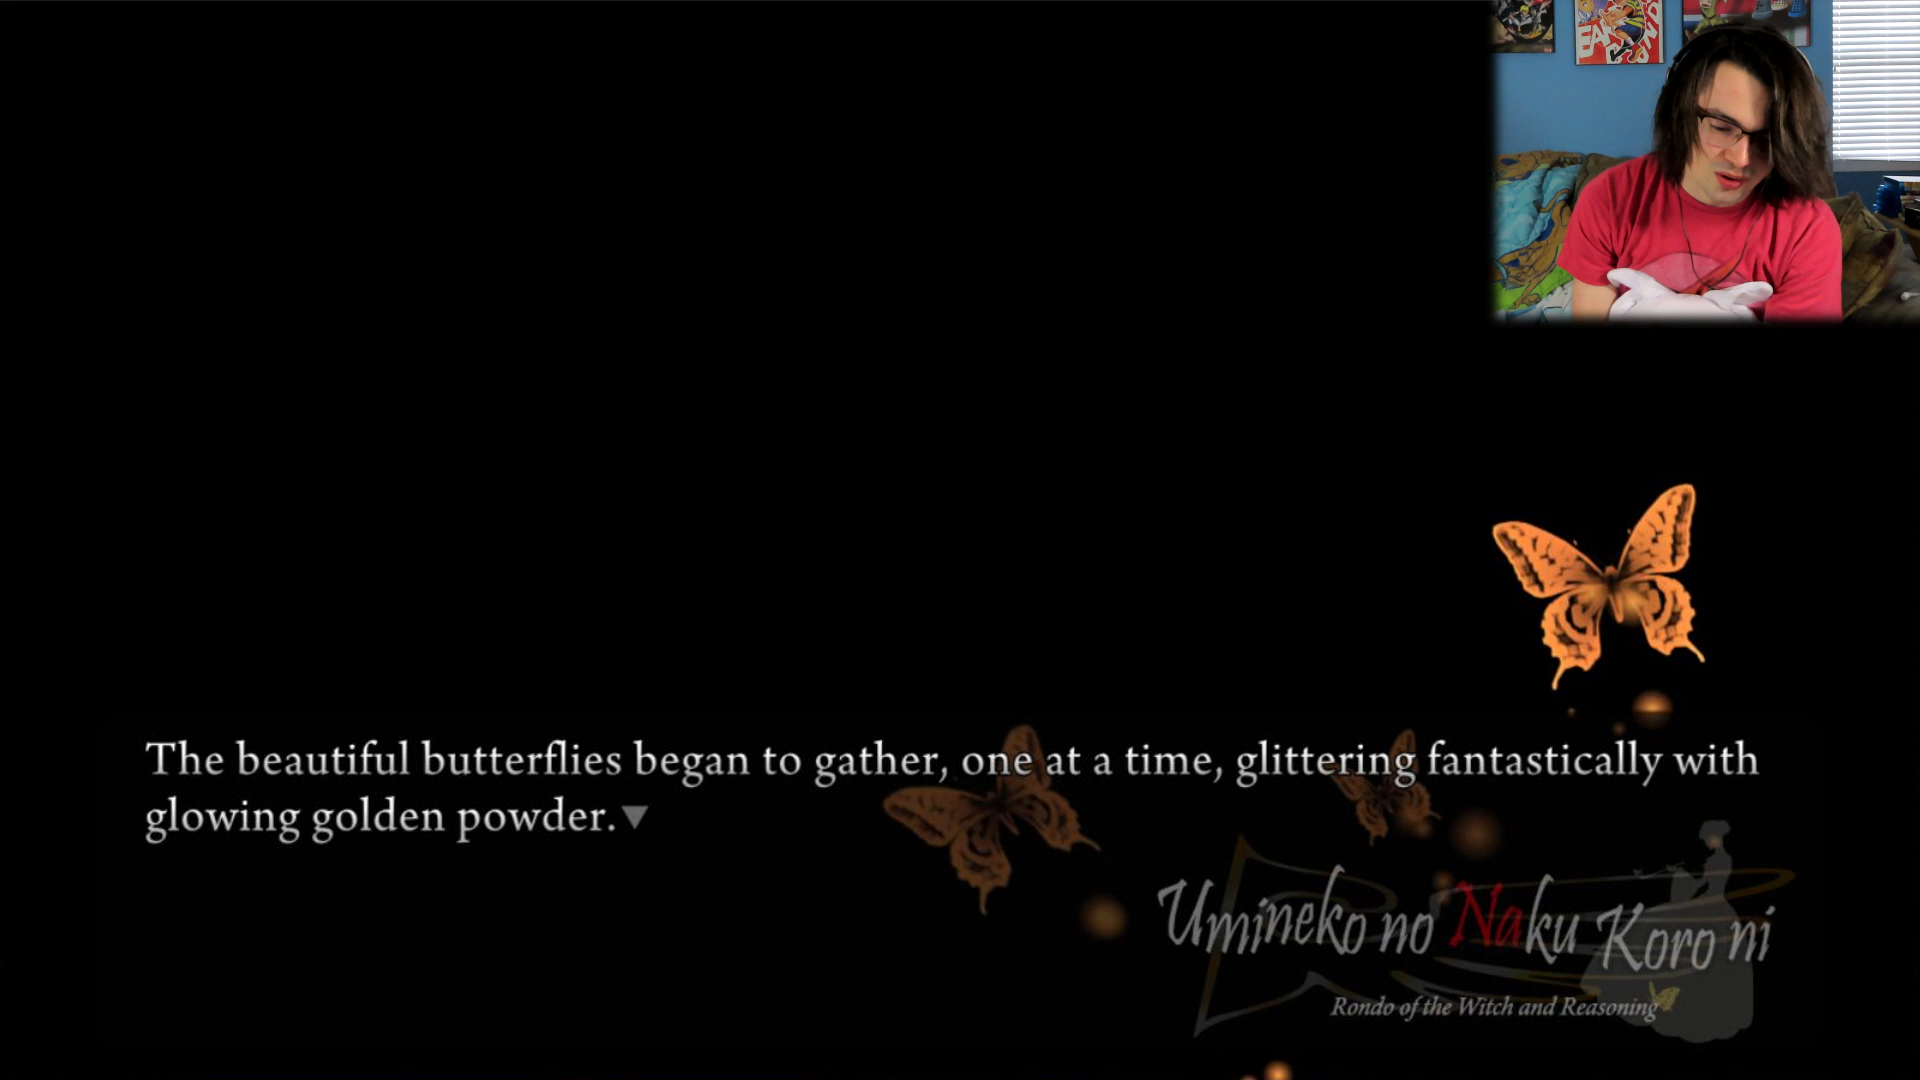 The beautiful butterflies began to gather, one at a time, glittering fantastically with
glowing golden powder.
Umineko no Naku Koro ni
Rondo of the Witch and Reasoning